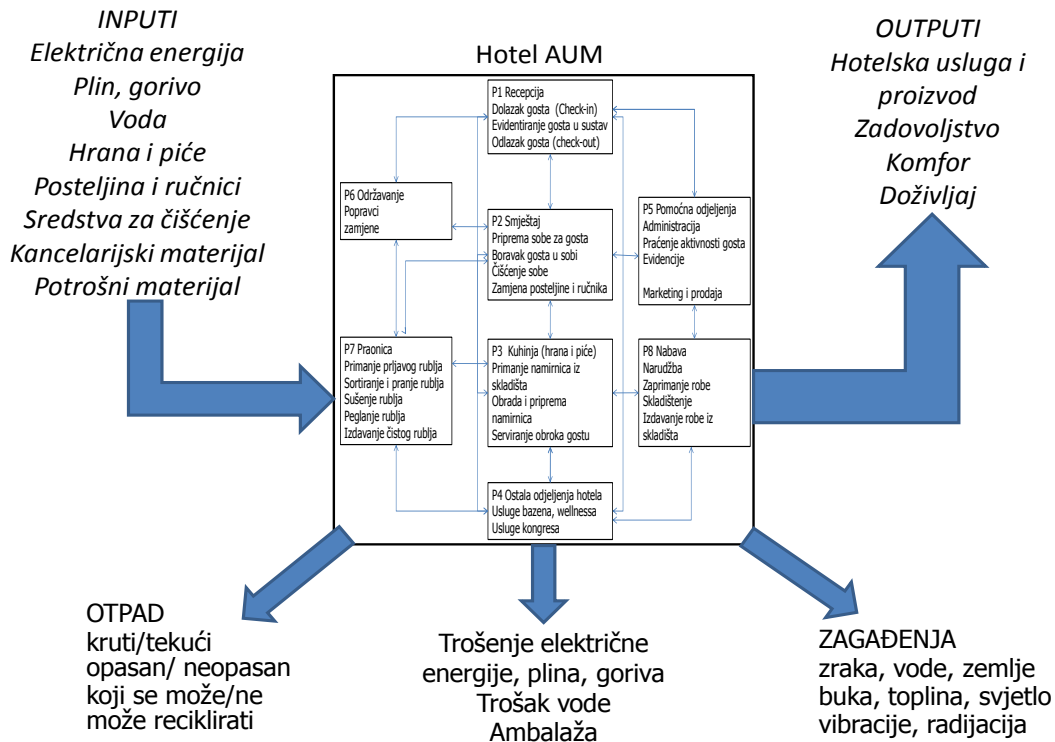 INPUTI
Električna energija
Plin, gorivo
Voda
Hrana i piće
Posteljina i ručnici
Sredstva za čišćenje
Kancelarijski materijal
Potrošni materijal
Hotel AUM
OUTPUTI
Hotelska usluga i
proizvod
Zadovoljstvo
Komfor
Doživljaj
P1 Recepcija
Dolazak gosta (Check-in)
Evidentiranje gosta u sustav
Odlazak gosta (check-out)
P6 Održavanje
Popravci
zamjene
P2 Smještaj
Priprema sobe za gosta
Boravak gosta u sobi
Čišćenje sobe
Zamjena posteljine i ručnika
P5 Pomoćna odjeljenja
Administracija
Praćenje aktivnosti gosta
Evidencije
Marketing i prodaja
P7 Praonica
Primanje prljavog rublja
Sortiranje i pranje rublja
Sušenje rublja
Peglanje rublja
Izdavanje čistog rublja
P3 Kuhinja (hrana i piće)
Primanje namirnica iz
skladišta
Obrada i priprema
namirnica
Serviranje obroka gostu
P8 Nabava
Narudžba
Zaprimanje robe
Skladištenje
Izdavanje robe iz
skladišta
P4 Ostala odjeljenja hotela
Usluge bazena, wellnessa
Usluge kongresa
OTPAD
kruti/tekući
opasan/ neopasan
koji se može/ne
može reciklirati
Trošenje električne
energije, plina, goriva
Trošak vode
Ambalaža
ZAGAĐENJA
zraka, vode, zemlje
buka, toplina, svjetlo
vibracije, radijacija